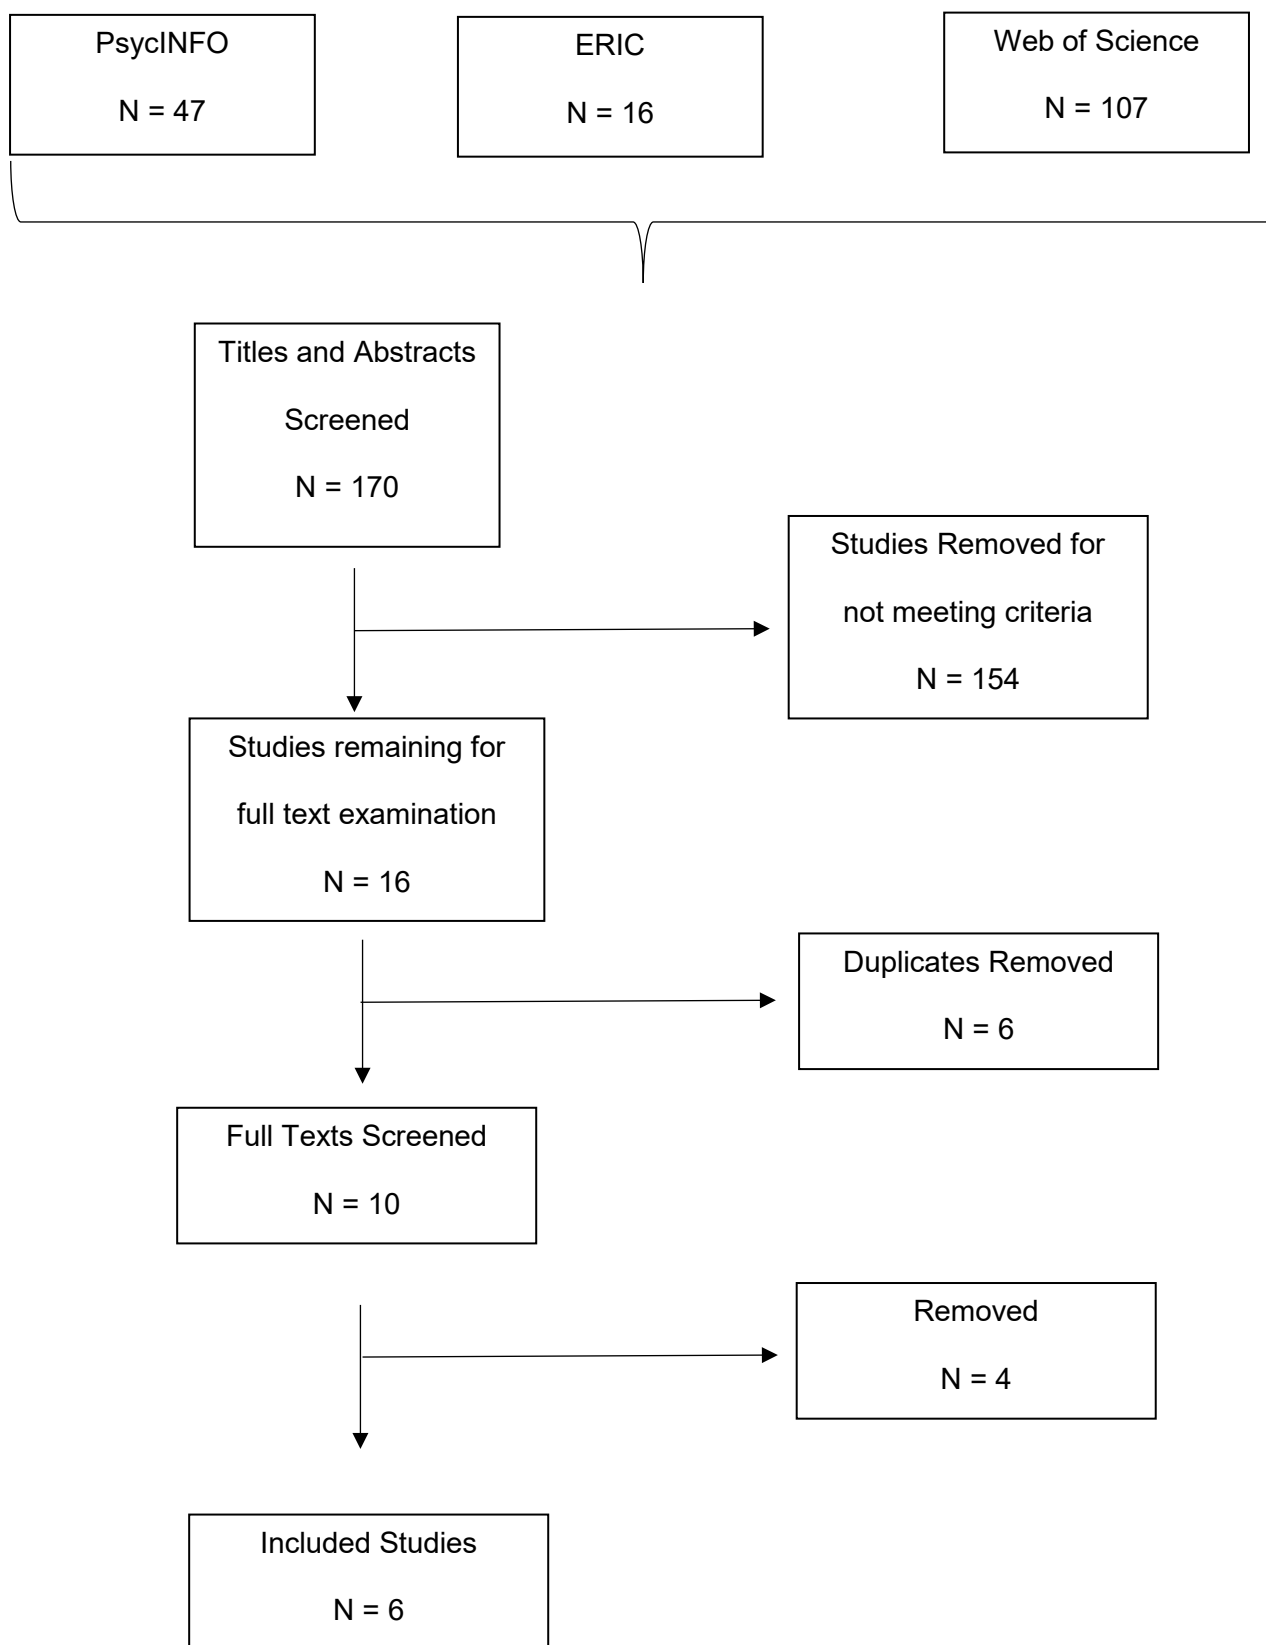 PsycINFO
N = 47
ERIC
N = 16
Web of Science
N = 107
Titles and Abstracts
Screened
N = 170
Studies Removed for
not meeting criteria
N = 154
Studies remaining for
full text examination
N = 16
Duplicates Removed
N = 6
Full Texts Screened
N = 10
Removed
N = 4
Included Studies
N = 6